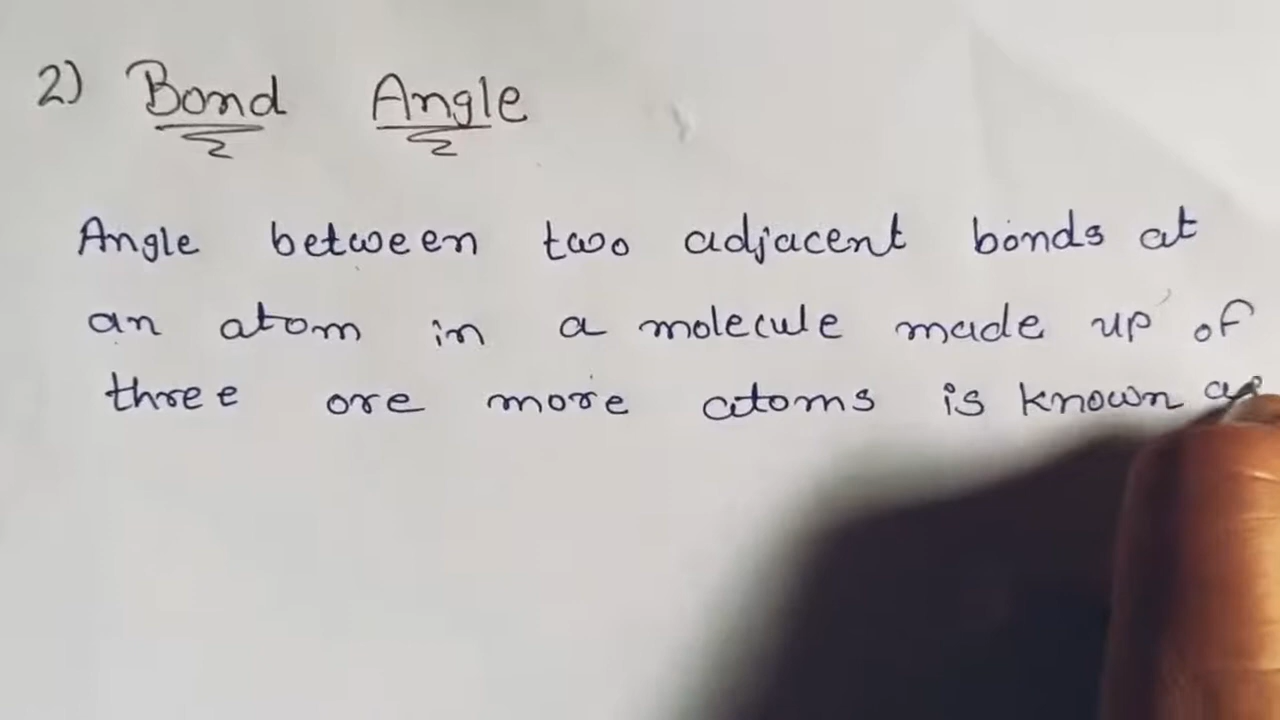 2) Bond Angle
Angle between two adjacent bonds at
an atom in a molecule made up of
three ore more atoms is known as